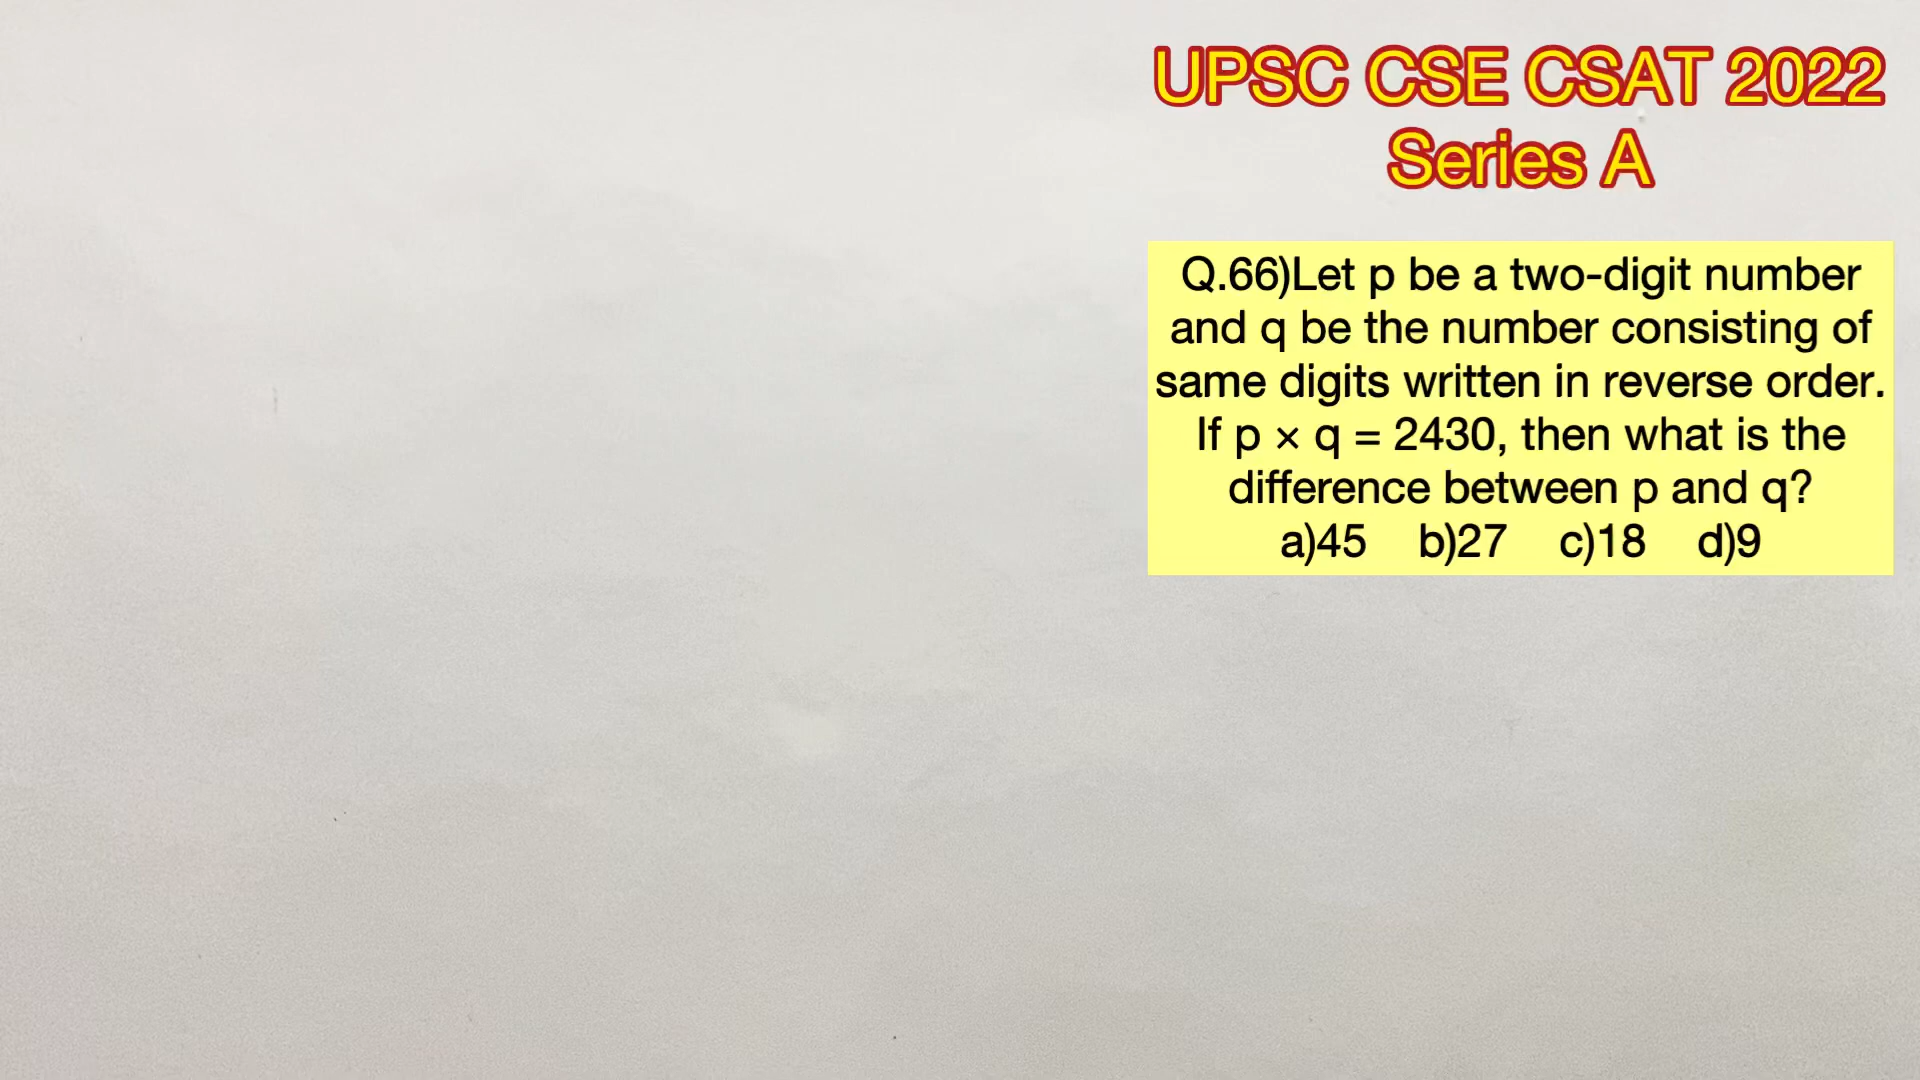 UPSC CSE CSAT 2022
Series A
Q.66)Let p be a two-digit number
and q be the number consisting of
same digits written in reverse order.
If p × q = 2430, then what is the
difference between p and q?
a)45 b)27 c)18 d)9